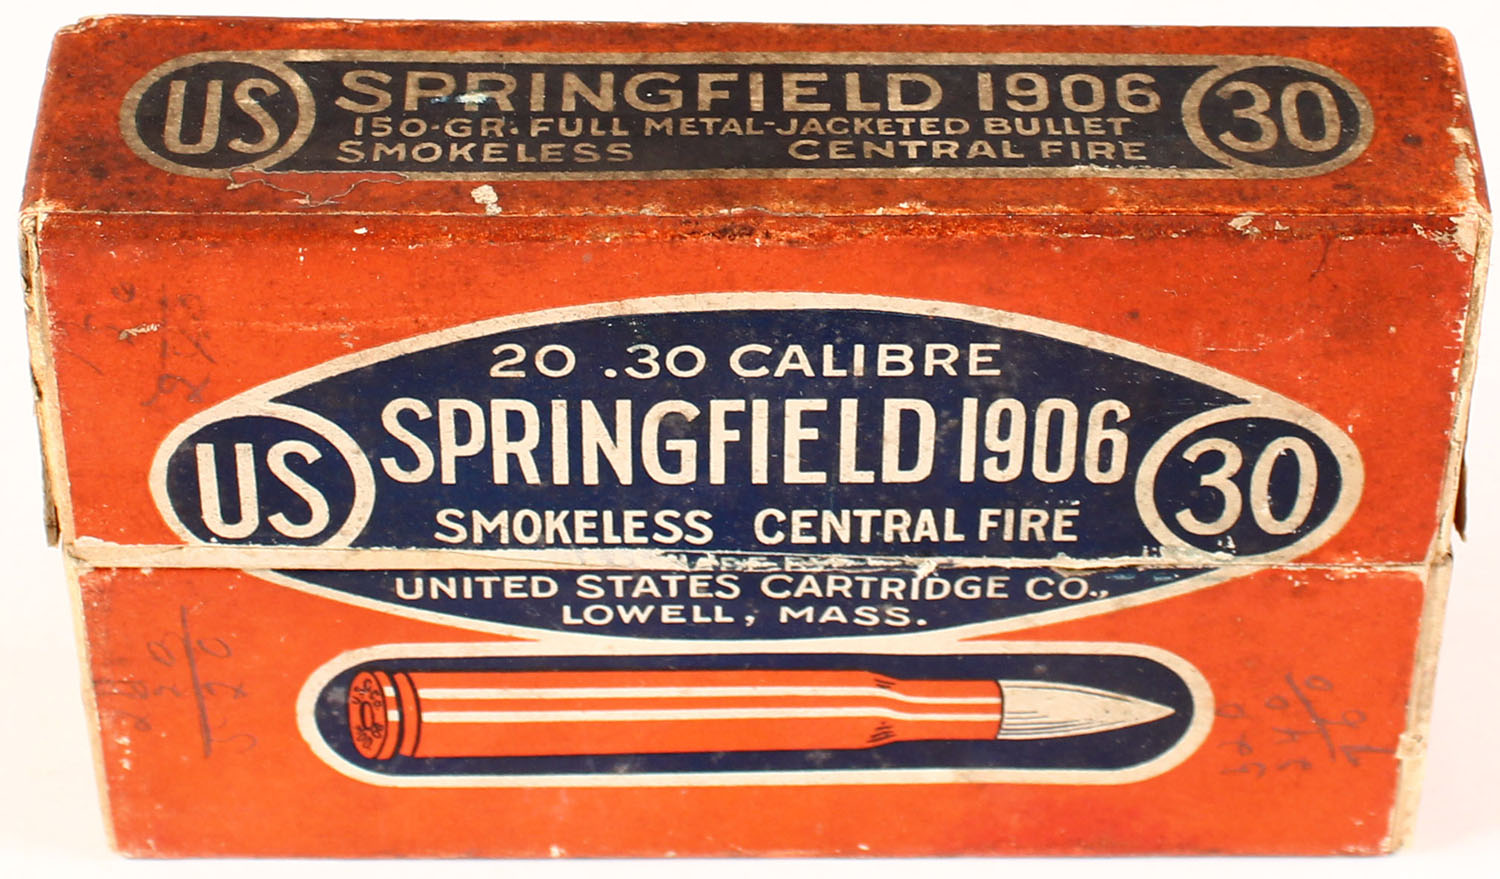 US SPRINGFIELD 1906 30
150-GR. FULL METAL-JACKETED BULLET
SMOKELESS CENTRAL FIRE
20 .30 CALIBRE
US SPRINGFIELD 1906 30
SMOKELESS CENTRAL FIRE
UNITED STATES CARTRIDGE CO.,
LOWELL, MASS.